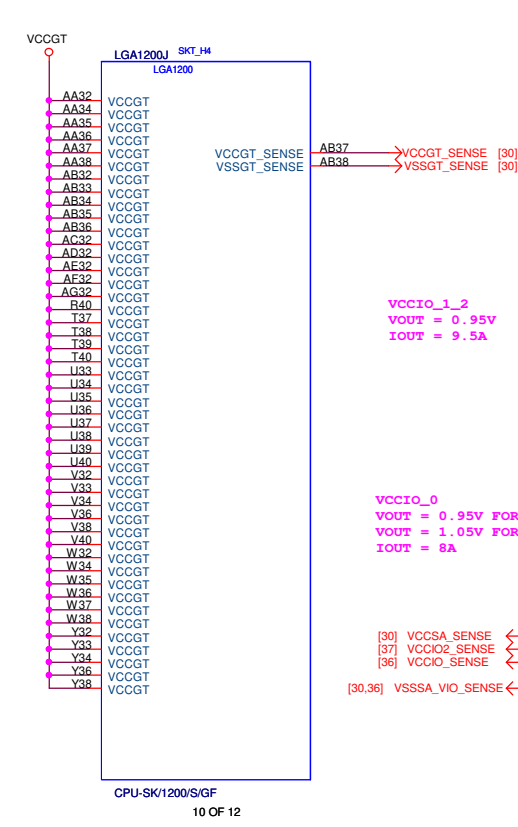 VCCGT
LGA1200J SKT_H4
LGA1200
AA32 VCCGT
AA34 VCCGT
AA35 VCCGT
AA36 VCCGT
AA37 VCCGT VCCGT_SENSE AB37 VCCGT_SENSE [30]
AA38 VCCGT VSSGT_SENSE AB38 VSSGT_SENSE [30]
AB32 VCCGT
AB33 VCCGT
AB34 VCCGT
AB35 VCCGT
AB36 VCCGT
AC32 VCCGT
AD32 VCCGT
AE32 VCCGT
AF32 VCCGT
AG32 VCCGT
R40 VCCGT
T37 VCCGT
T38 VCCGT
T39 VCCGT
T40 VCCGT
U33 VCCGT
U34 VCCGT
U35 VCCGT
U36 VCCGT
U37 VCCGT
U38 VCCGT
U39 VCCGT
U40 VCCGT
V32 VCCGT
V33 VCCGT
V34 VCCGT
V36 VCCGT
V38 VCCGT
V40 VCCGT
W32 VCCGT
W34 VCCGT
W35 VCCGT
W36 VCCGT
W37 VCCGT
W38 VCCGT
Y32 VCCGT
Y33 VCCGT
Y34 VCCGT
Y36 VCCGT
Y38 VCCGT
VCCIO_1_2
VOUT = 0.95V
IOUT = 9.5A
VCCIO_0
VOUT = 0.95V FOR
VOUT = 1.05V FOR
IOUT = 8A
[30] VCCSA_SENSE
[37] VCCIO2_SENSE
[36] VCCIO_SENSE
[30,36] VSSSA_VIO_SENSE
CPU-SK/1200/S/GF
10 OF 12